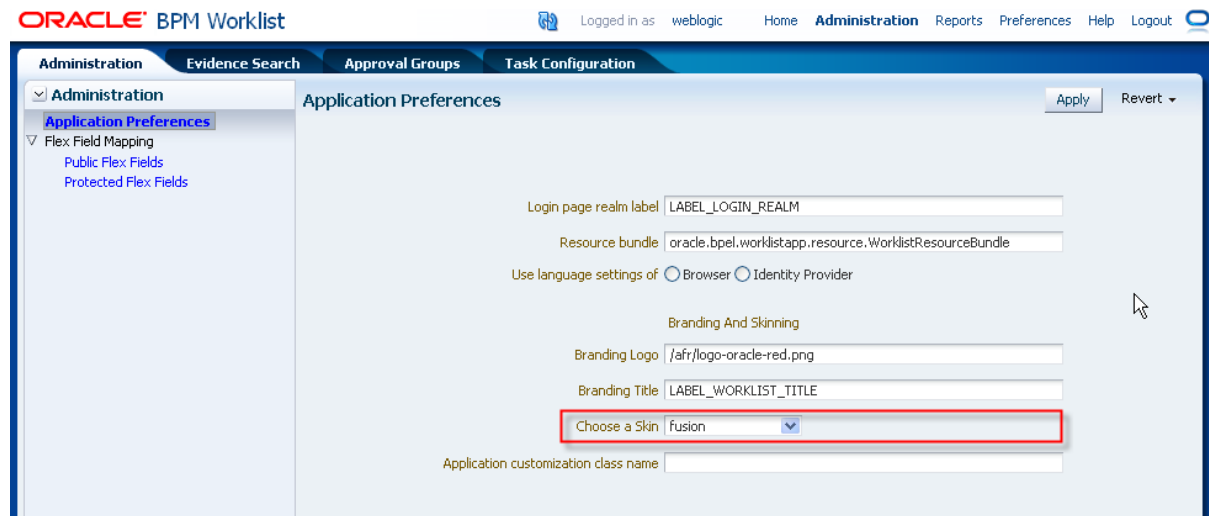 ORACLE BPM Worklist
Logged in as weblogic Home Administration Reports Preferences Help Logout
Administration Evidence Search Approval Groups Task Configuration
Administration
Application Preferences Apply Revert
Application Preferences
Flex Field Mapping
Public Flex Fields
Protected Flex Fields
Login page realm label LABEL_LOGIN_REALM
Resource bundle oracle.bpel.worklistapp.resource.WorklistResourceBundle
Use language settings of Browser Identity Provider
Branding And Skinning
Branding Logo /afr/logo-oracle-red.png
Branding Title LABEL_WORKLIST_TITLE
Choose a Skin fusion
Application customization class name